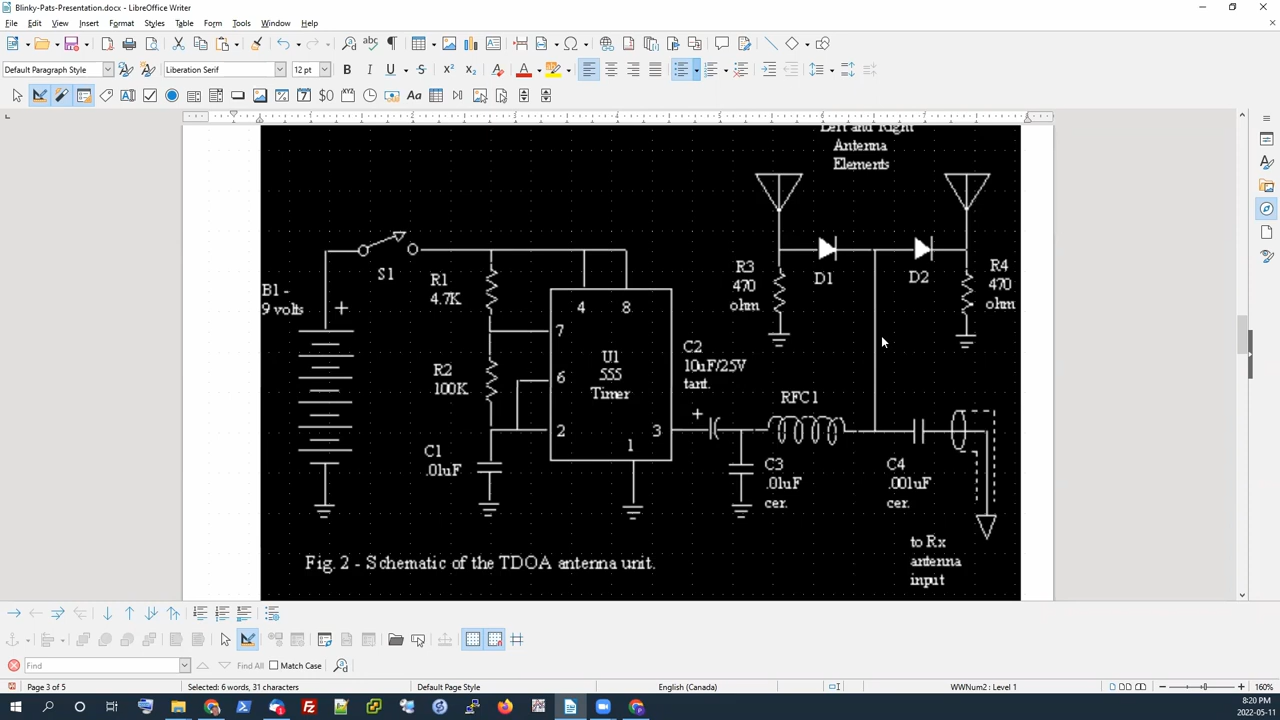 Blinky-Pats-Presentation.docx - LibreOffice Writer
File Edit View Insert Format Styles Table Form Tools Window Help
Default Paragraph Style
Liberation Serif
12 pt
Left and Right
Antenna
Elements
S1
R1
4.7K
B1 -
9 volts
+
4
8
7
R2
100K
6
U1
555
Timer
2
3
1
C1
.01uF
C2
10uF/25V
tant.
+
R3
470
ohm
D1
D2
R4
470
ohm
RFC1
C3
.01uF
cer.
C4
.001uF
cer.
to Rx
antenna
input
Fig. 2 - Schematic of the TDOA antenna unit.
Find
Find All
Match Case
Page 3 of 5
Selected: 6 words, 31 characters
Default Page Style
English (Canada)
WWNum2 : Level 1
160%
8:20 PM
2022-05-11